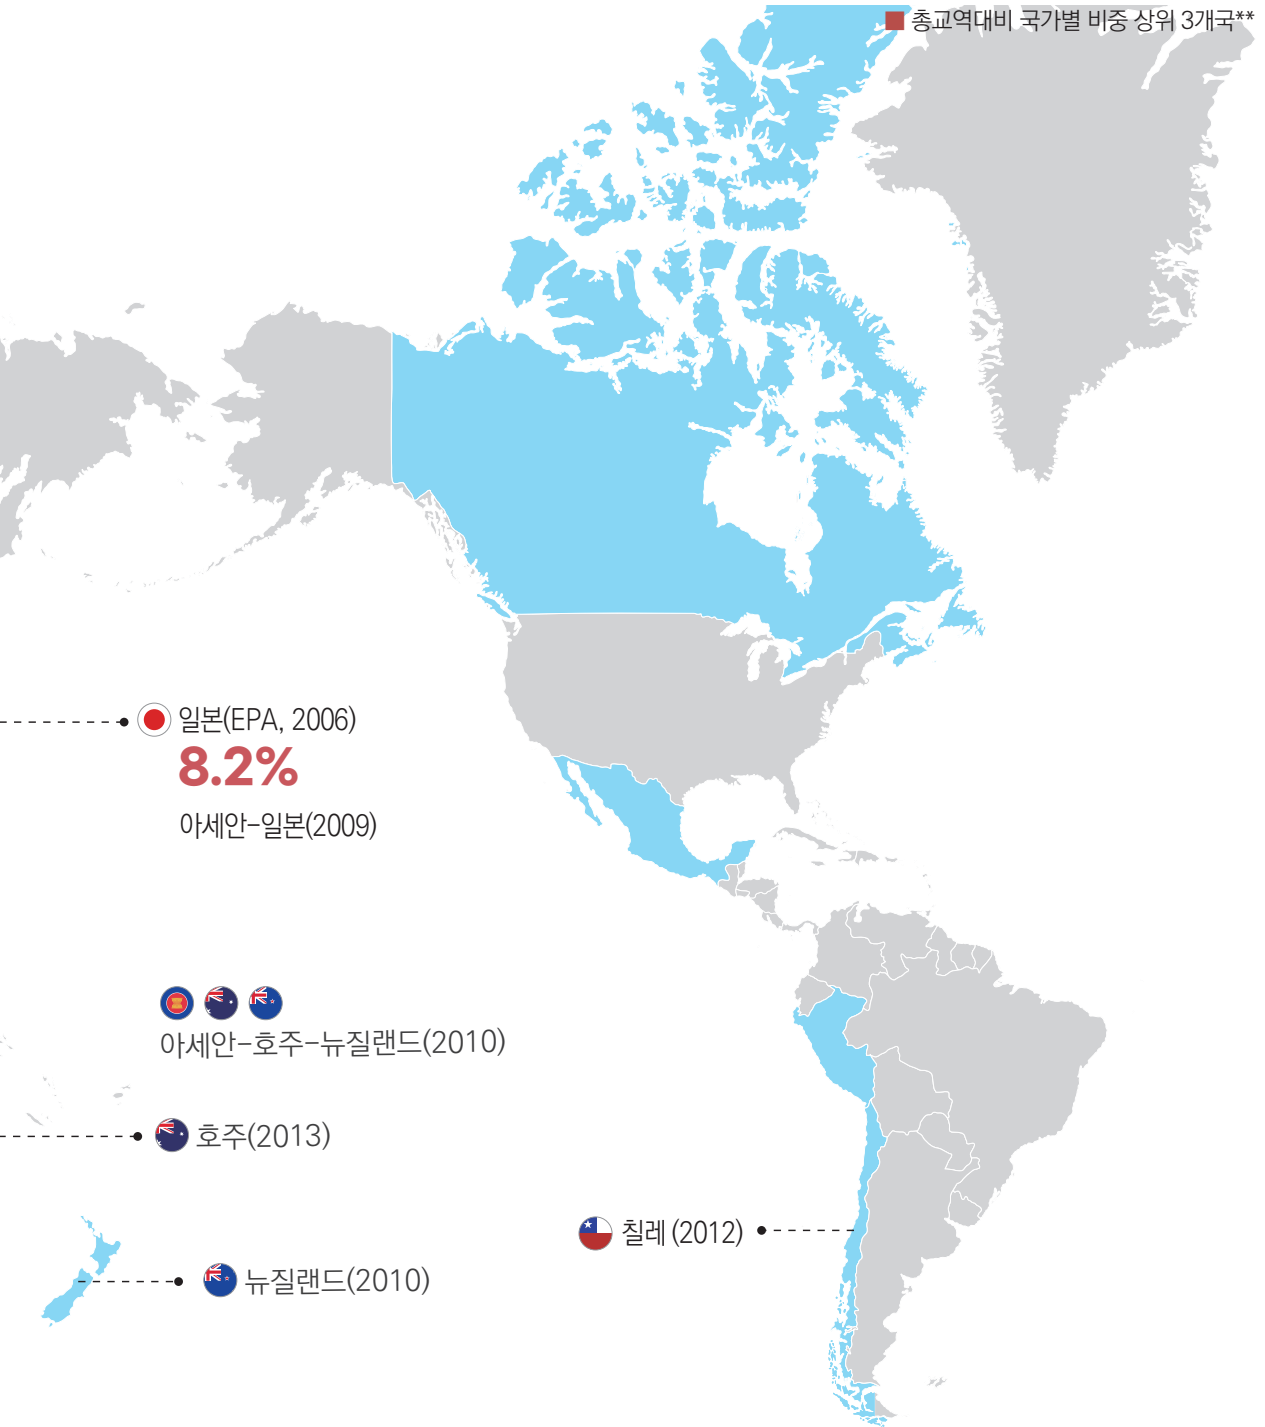 총교역대비 국가별 비중 상위 3개국**
일본(EPA, 2006)
8.2%
아세안-일본(2009)
아세안-호주-뉴질랜드(2010)
호주(2013)
칠레 (2012)
뉴질랜드(2010)